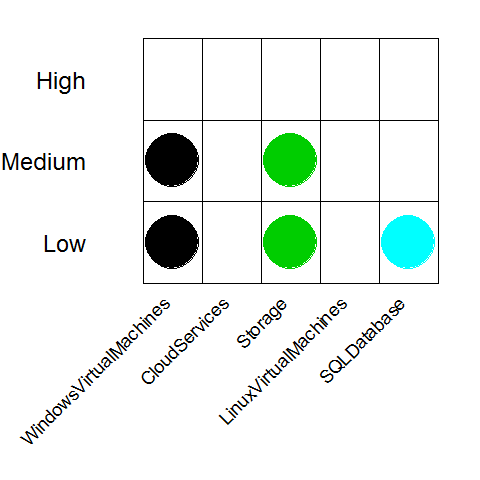 High
Medium
Low
WindowsVirtualMachines
CloudServices
Storage
LinuxVirtualMachines
SQLDatabase